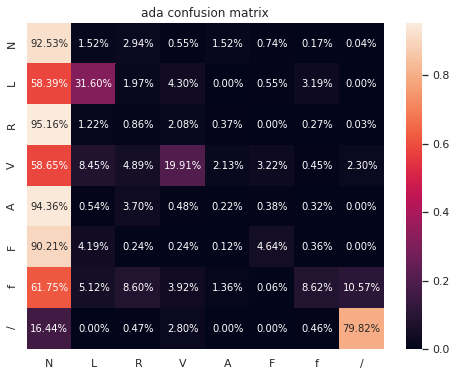 ada confusion matrix
N 92.53% 1.52% 2.94% 0.55% 1.52% 0.74% 0.17% 0.04%
L 58.39% 31.60% 1.97% 4.30% 0.00% 0.55% 3.19% 0.00%
R 95.16% 1.22% 0.86% 2.08% 0.37% 0.00% 0.27% 0.03%
V 58.65% 8.45% 4.89% 19.91% 2.13% 3.22% 0.45% 2.30%
A 94.36% 0.54% 3.70% 0.48% 0.22% 0.38% 0.32% 0.00%
F 90.21% 4.19% 0.24% 0.24% 0.12% 4.64% 0.36% 0.00%
f 61.75% 5.12% 8.60% 3.92% 1.36% 0.06% 8.62% 10.57%
/ 16.44% 0.00% 0.47% 2.80% 0.00% 0.00% 0.46% 79.82%
N L R V A F f /
0.8
0.6
0.4
0.2
0.0